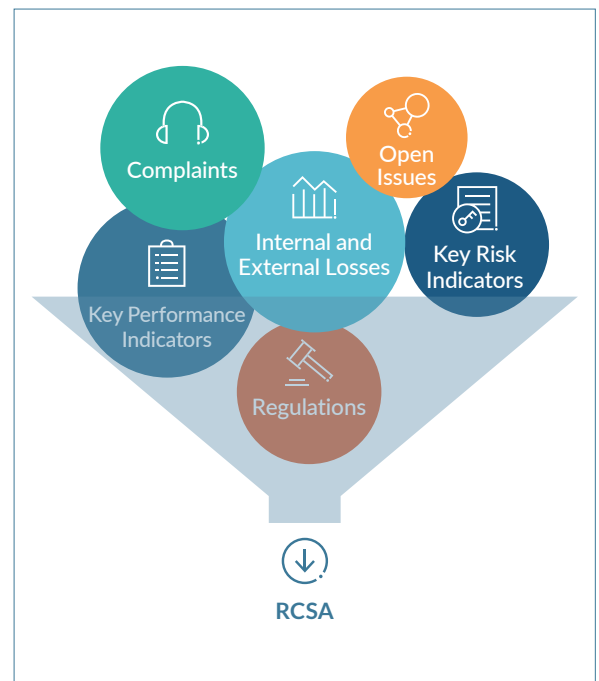 Complaints
Open
Issues
Internal and
External Losses
Key Risk
Indicators
Key Performance
Indicators
Regulations
RCSA